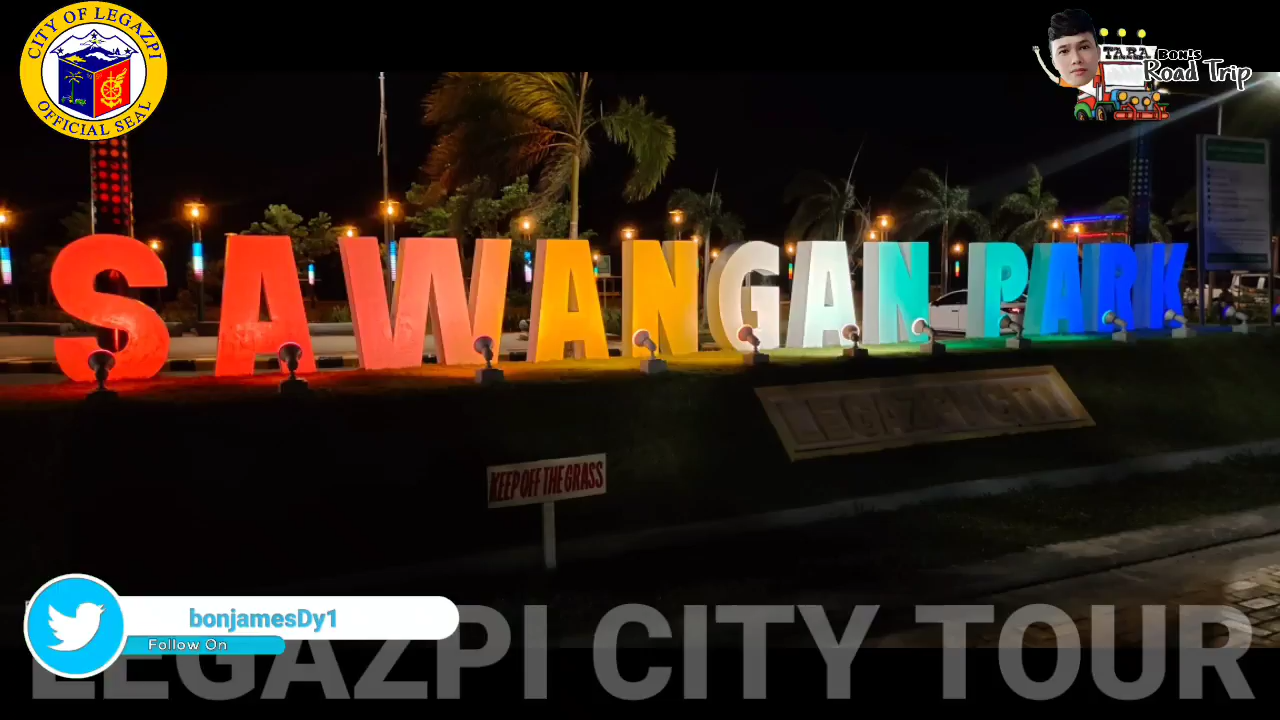 CITY OF LEGAZPI
OFFICIAL SEAL
TARA BON!S
Road Trip
SAWANGAN PARK
LEGAZPI CITY
KEEP OFF THE GRASS
bonjamesDy1
Follow On
LEGAZPI CITY TOUR